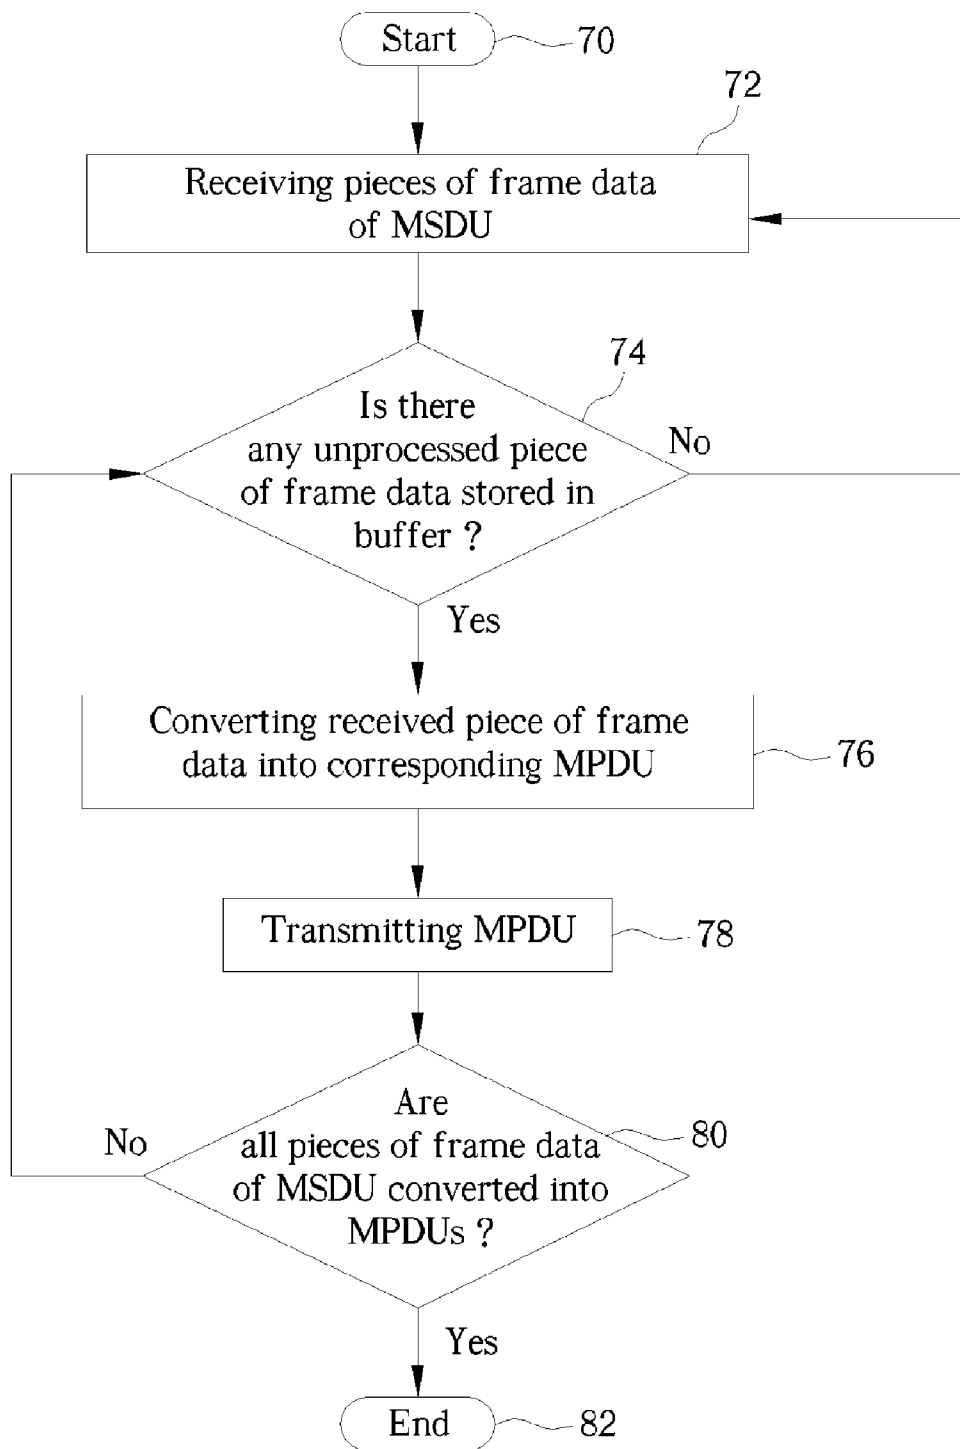 Start
70
72
Receiving pieces of frame data
of MSDU
74
Is there
any unprocessed piece
of frame data stored in
buffer ?
No
Yes
Converting received piece of frame
data into corresponding MPDU
76
Transmitting MPDU
78
Are
all pieces of frame data
of MSDU converted into
MPDUs ?
80
No
Yes
End
82